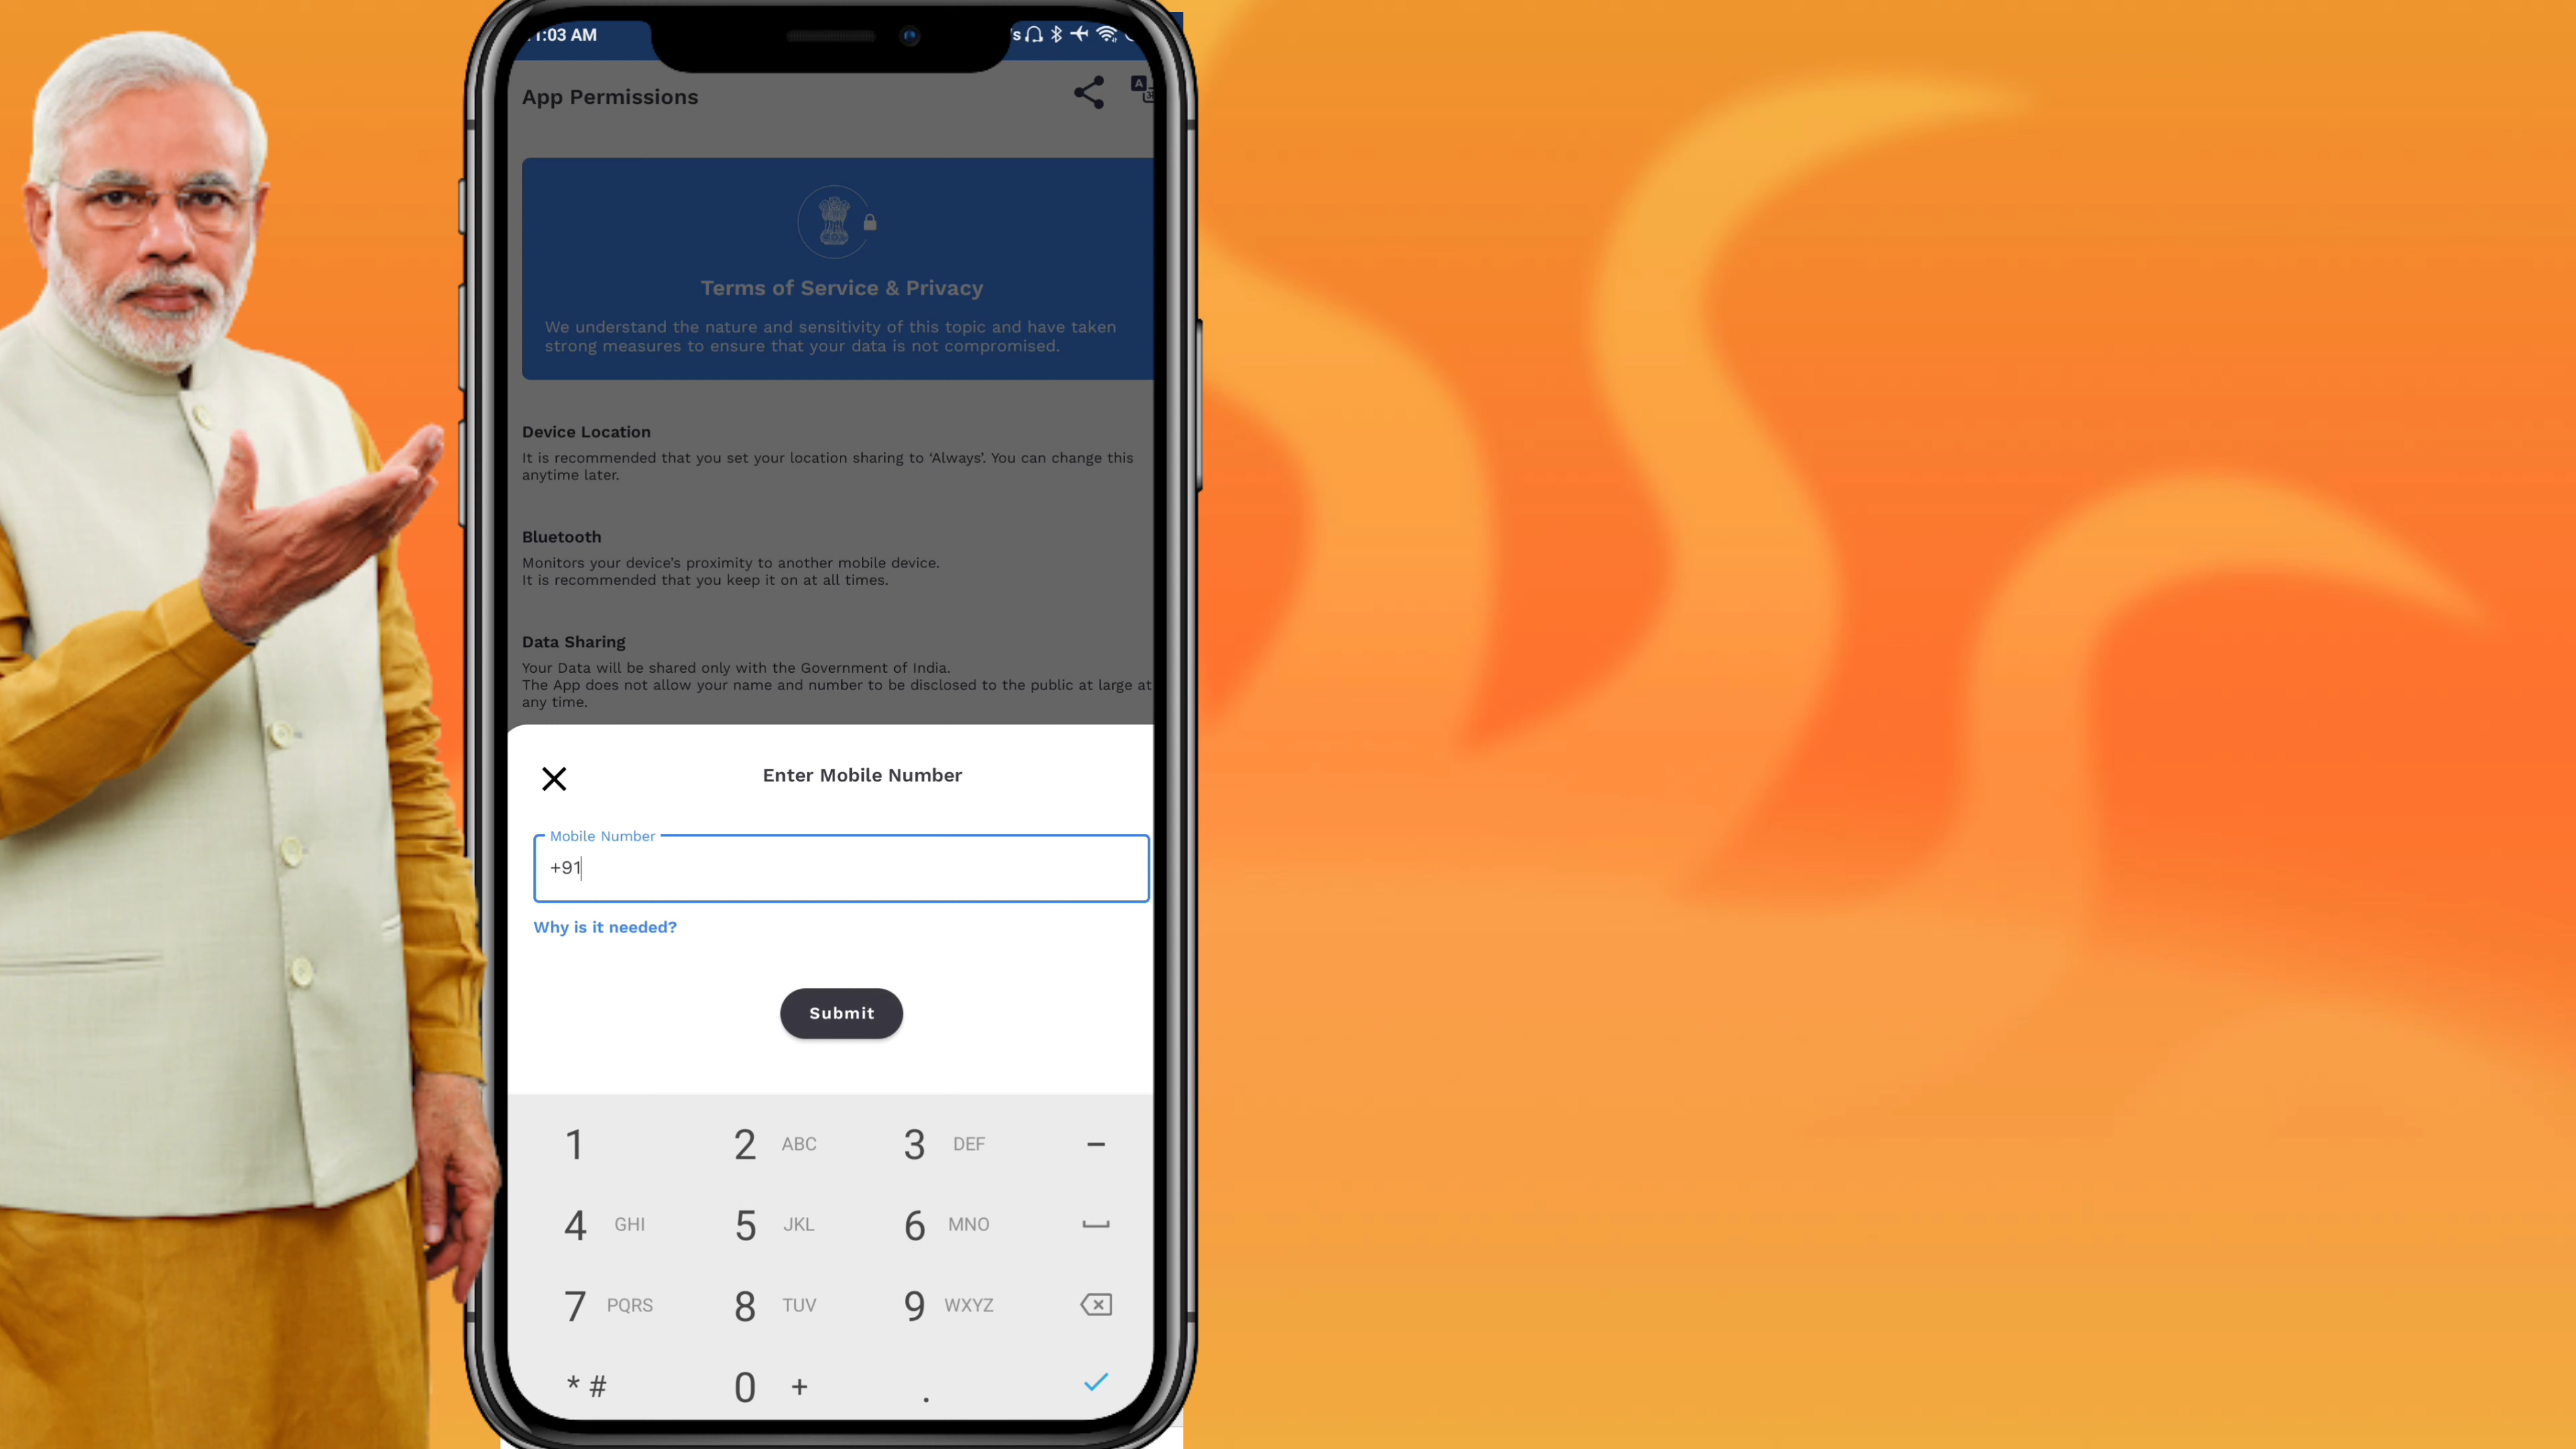 1:03 AM
App Permissions
Terms of Service & Privacy
We understand the nature and sensitivity of this topic and have taken
strong measures to ensure that your data is not compromised.
Device Location
It is recommended that you set your location sharing to ‘Always’. You can change this
anytime later.
Bluetooth
Monitors your device’s proximity to another mobile device.
It is recommended that you keep it on at all times.
Data Sharing
Your Data will be shared only with the Government of India.
The App does not allow your name and number to be disclosed to the public at large at
any time.
Enter Mobile Number
Mobile Number
+91
Why is it needed?
Submit
1 2 ABC 3 DEF –
4 GHI 5 JKL 6 MNO
7 PQRS 8 TUV 9 WXYZ
* # 0 + .